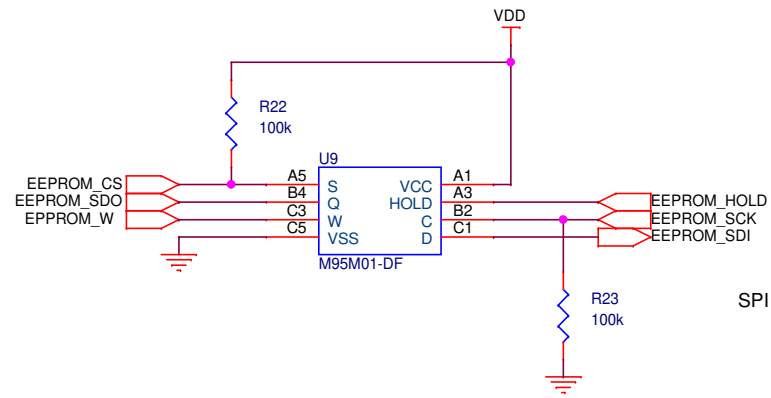 VDD
R22
100k
U9
EEPROM_CS A5 S VCC A1
EEPROM_SDO B4 Q HOLD A3 EEPROM_HOLD
EPPROM_W C3 W C B2 EEPROM_SCK
C5 VSS D C1 EEPROM_SDI
M95M01-DF
R23
100k
SPI